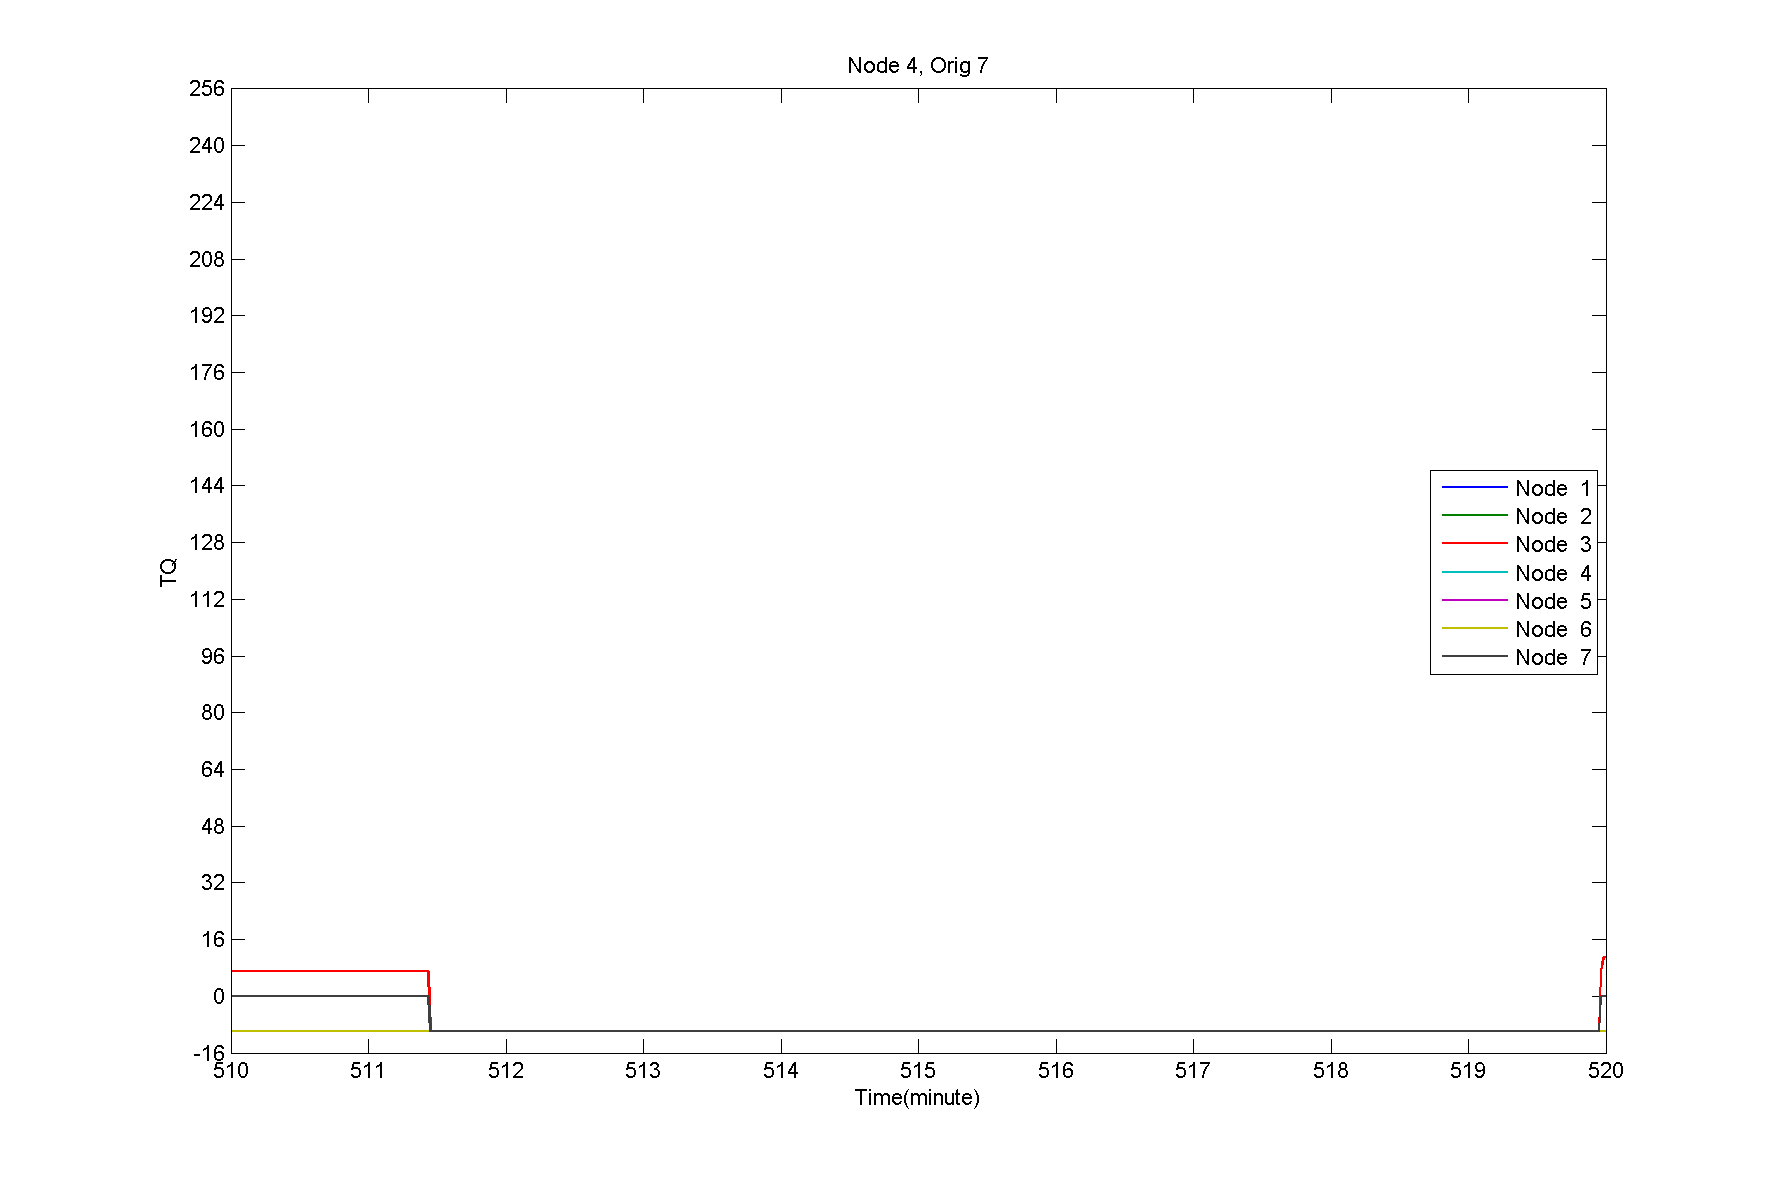 Node 4, Orig 7
256
240
224
208
192
176
160
144
128
112
96
80
64
48
32
16
0
-16
TQ
Node 1
Node 2
Node 3
Node 4
Node 5
Node 6
Node 7
510 511 512 513 514 515 516 517 518 519 520
Time(minute)